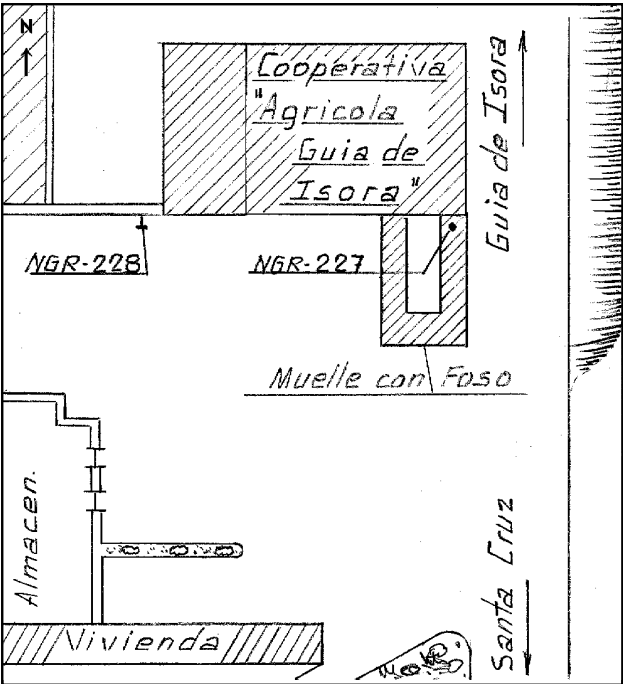 N
Cooperativa
"Agricola
Guia de
Isora"
Guia de Isora
NGR-228
NGR-227
Muelle con Foso
Almacen.
Santa Cruz
Vivienda